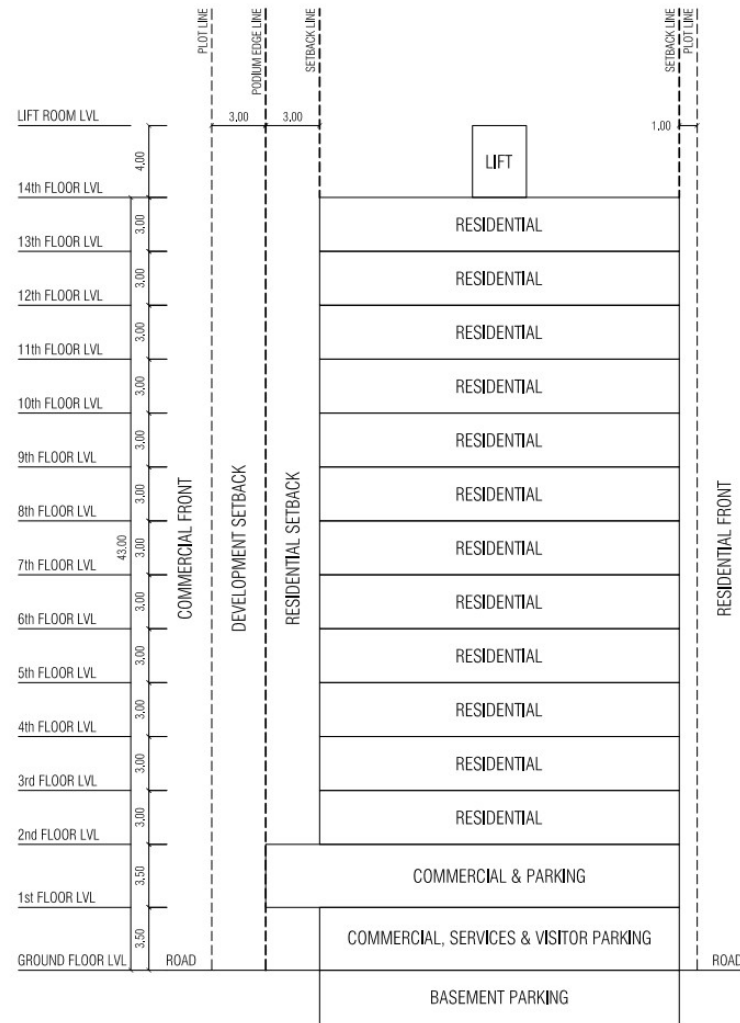 PLOT LINE
PODIUM EDGE LINE
SETBACK LINE
SETBACK LINE
PLOT LINE
LIFT ROOM LVL
3.00
3.00
1.00
4.00
LIFT
14th FLOOR LVL
3.00
RESIDENTIAL
13th FLOOR LVL
3.00
RESIDENTIAL
12th FLOOR LVL
3.00
RESIDENTIAL
11th FLOOR LVL
3.00
RESIDENTIAL
10th FLOOR LVL
3.00
RESIDENTIAL
9th FLOOR LVL
3.00
RESIDENTIAL
8th FLOOR LVL
43.00
3.00
RESIDENTIAL
COMMERCIAL FRONT
DEVELOPMENT SETBACK
RESIDENTIAL SETBACK
RESIDENTIAL FRONT
7th FLOOR LVL
3.00
RESIDENTIAL
6th FLOOR LVL
3.00
RESIDENTIAL
5th FLOOR LVL
3.00
RESIDENTIAL
4th FLOOR LVL
3.00
RESIDENTIAL
3rd FLOOR LVL
3.00
RESIDENTIAL
2nd FLOOR LVL
3.50
COMMERCIAL & PARKING
1st FLOOR LVL
3.50
COMMERCIAL, SERVICES & VISITOR PARKING
GROUND FLOOR LVL
ROAD
ROAD
BASEMENT PARKING